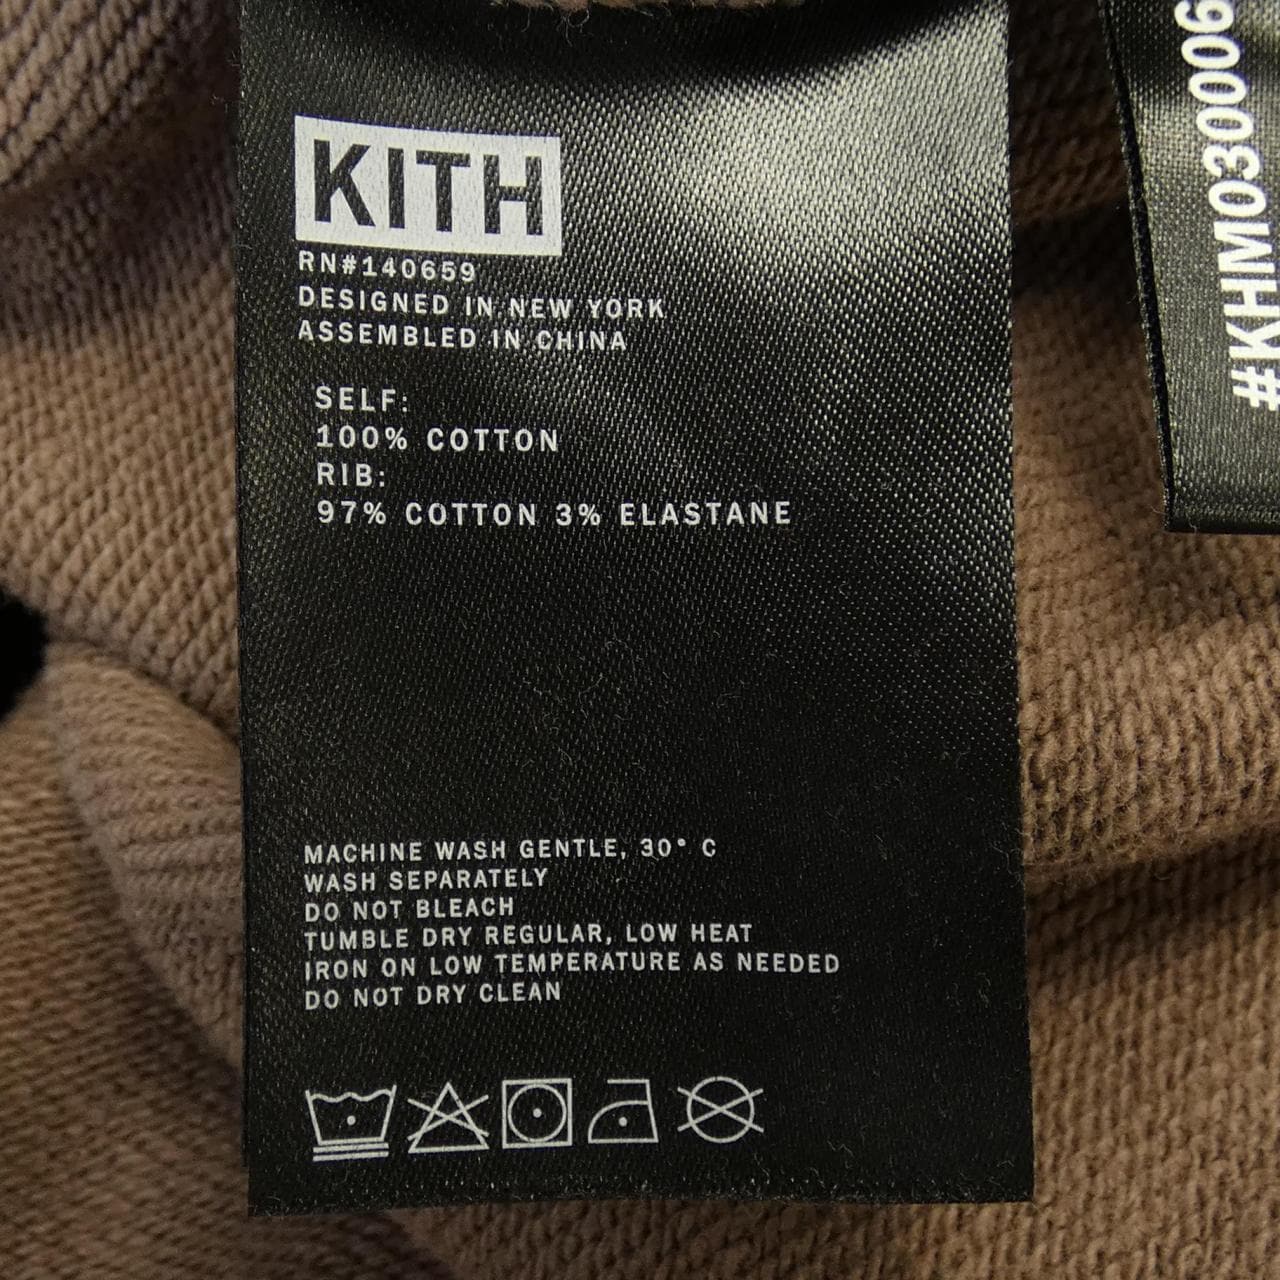 KITH
RN#140659
DESIGNED IN NEW YORK
ASSEMBLED IN CHINA
SELF:
100% COTTON
RIB:
97% COTTON 3% ELASTANE
MACHINE WASH GENTLE, 30° C
WASH SEPARATELY
DO NOT BLEACH
TUMBLE DRY REGULAR, LOW HEAT
IRON ON LOW TEMPERATURE AS NEEDED
DO NOT DRY CLEAN
#KHM030006